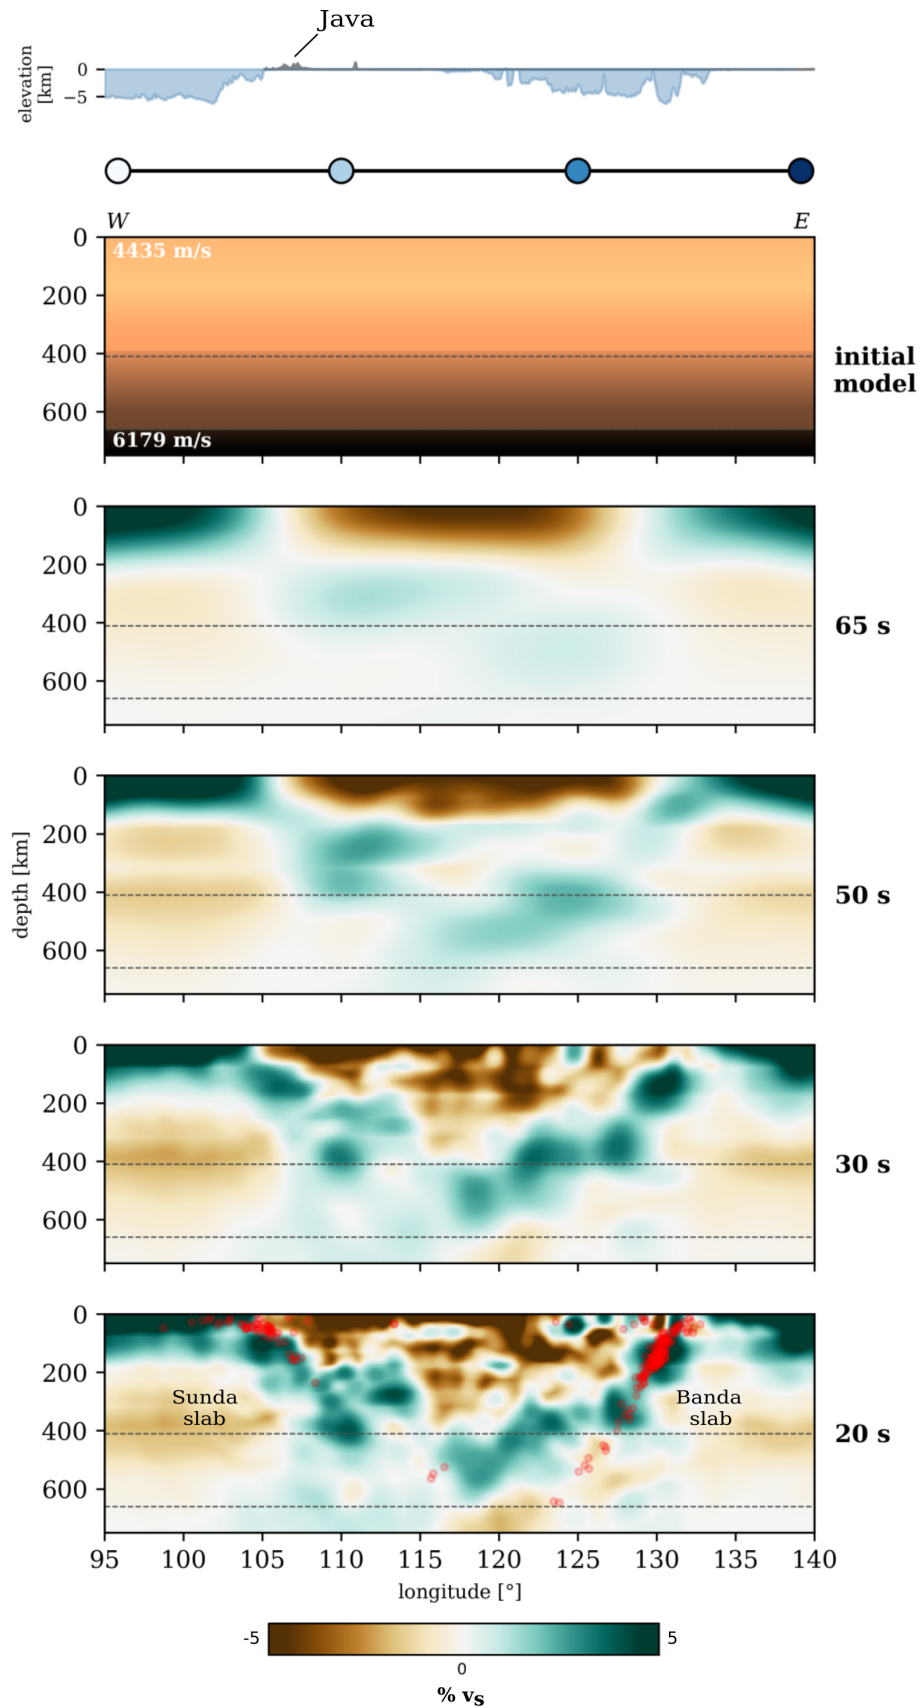 Java
elevation
[km]
0
−5
W
E
0
200
400
600
4435 m/s
6179 m/s
initial
model
0
200
400
600
65 s
depth [km]
0
200
400
600
50 s
0
200
400
600
30 s
0
200
400
600
Sunda
slab
Banda
slab
20 s
95 100 105 110 115 120 125 130 135 140
longitude [°]
-5
5
0
% vs